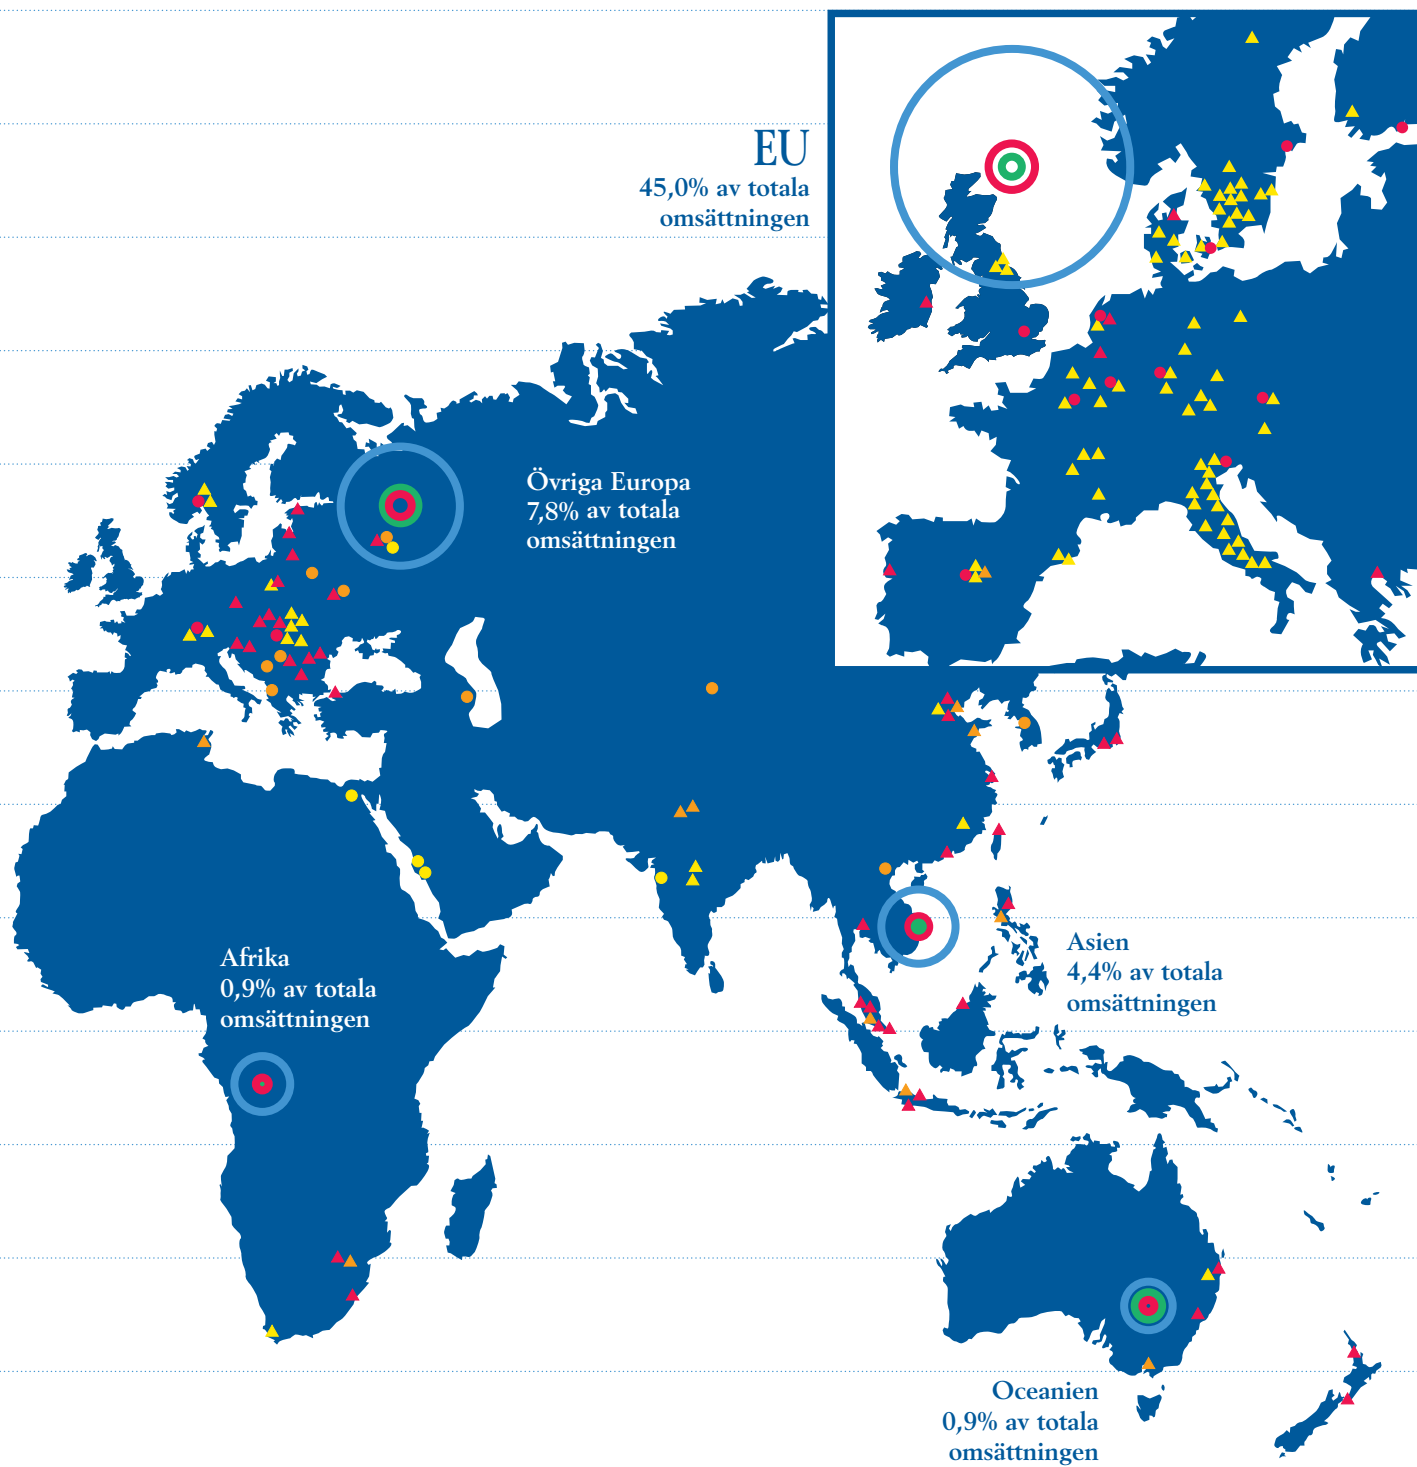 EU
45,0% av totala
omsättningen
Övriga Europa
7,8% av totala
omsättningen
Afrika
0,9% av totala
omsättningen
Asien
4,4% av totala
omsättningen
Oceanien
0,9% av totala
omsättningen